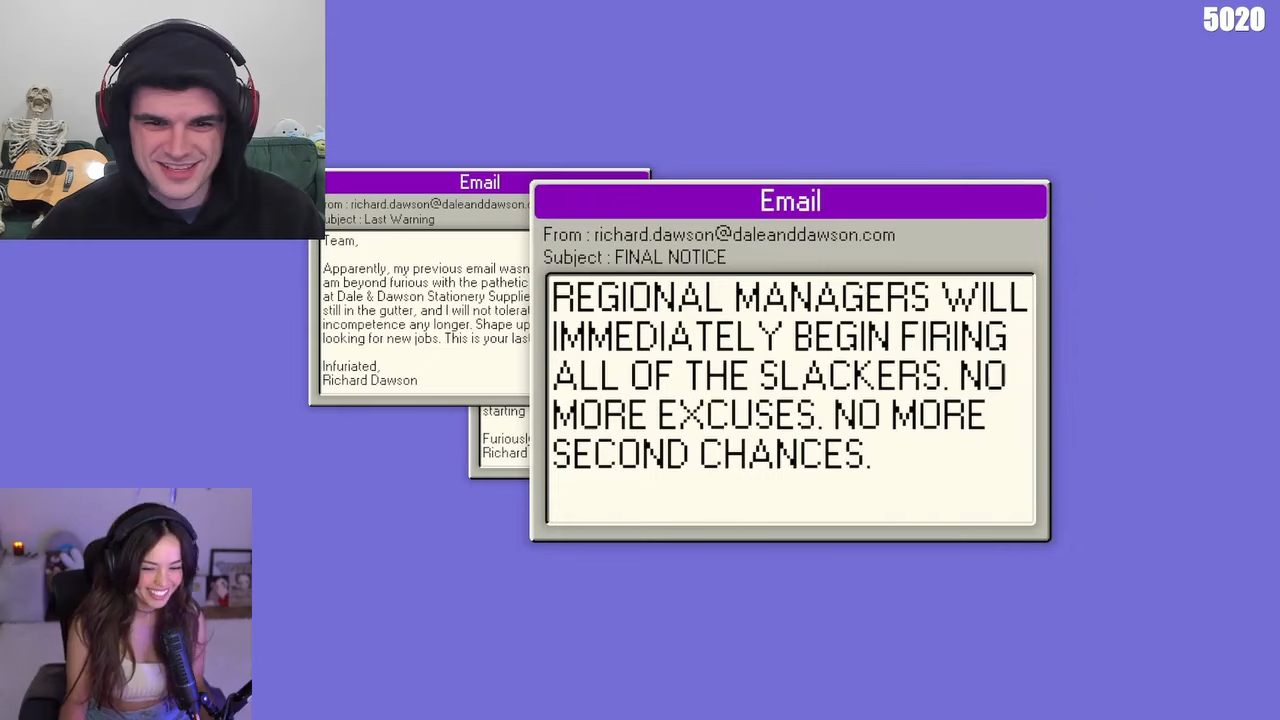 5020
Email
From : richard.dawson@daleanddawson.com
Subject : FINAL NOTICE
REGIONAL MANAGERS WILL
IMMEDIATELY BEGIN FIRING
ALL OF THE SLACKERS. NO
MORE EXCUSES. NO MORE
SECOND CHANCES.
Email
rom : richard.dawson@daleanddawson.c
ubject : Last Warning
Team,
Apparently, my previous email wasn
am beyond furious with the pathetic
at Dale & Dawson Stationery Supplie
still in the gutter, and I will not tolera
incompetence any longer. Shape up
looking for new jobs. This is your last
Infuriated,
Richard Dawson
starting
Furiously
Richard